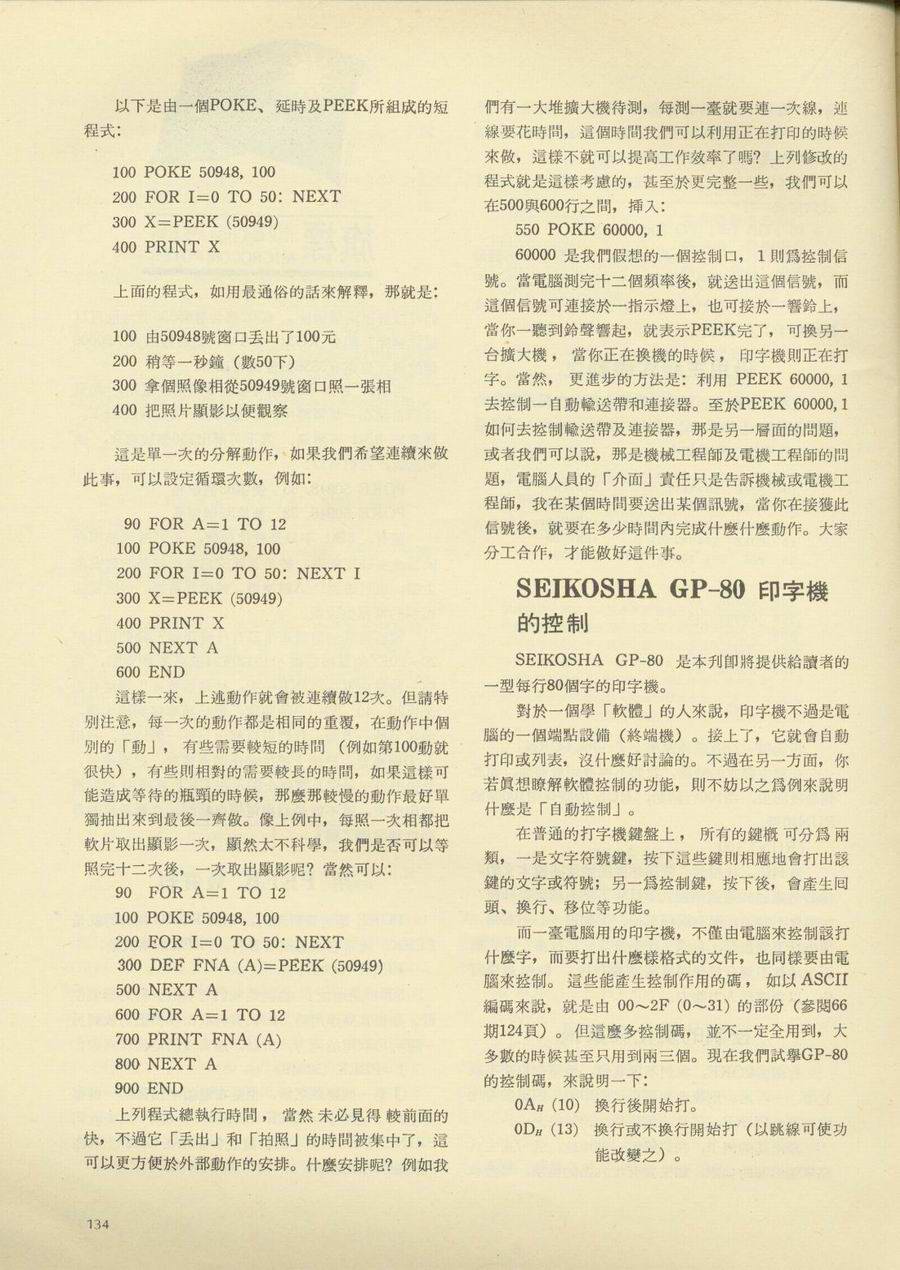 以下是由一個POKE、延時及PEEK所組成的短
程式：
100 POKE 50948, 100
200 FOR I=0 TO 50：NEXT
300 X=PEEK (50949)
400 PRINT X
上面的程式，如用最通俗的話來解釋，那就是：
100 由50948號窗口丟出了100元
200 稍等一秒鐘（數50下）
300 拿個照像相從50949號窗口照一張相
400 把照片顯影以便觀察
這是單一次的分解動作，如果我們希望連續來做
此事，可以設定循環次數，例如：
90 FOR A=1 TO 12
100 POKE 50948, 100
200 FOR I=0 TO 50：NEXT I
300 X=PEEK (50949)
400 PRINT X
500 NEXT A
600 END
這樣一來，上述動作就會被連續做12次。但請特
別注意，每一次的動作都是相同的重覆，在動作中個
別的「動」，有些需要較短的時間（例如第100動就
很快），有些則相對的需要較長的時間，如果這樣可
能造成等待的瓶頸的時候，那麼那較慢的動作最好單
獨抽出來到最後一齊做。像上例中，每照一次相都把
軟片取出顯影一次，顯然太不科學，我們是否可以等
照完十二次後，一次取出顯影呢？當然可以：
90 FOR A=1 TO 12
100 POKE 50948, 100
200 FOR I=0 TO 50：NEXT
300 DEF FNA (A)=PEEK (50949)
500 NEXT A
600 FOR A=1 TO 12
700 PRINT FNA (A)
800 NEXT A
900 END
上列程式總執行時間，當然未必見得較前面的
快，不過它「丟出」和「拍照」的時間被集中了，這
可以更方便於外部動作的安排。什麼安排呢？例如我
們有一大堆擴大機待測，每測一臺就要連一次線，連
線要花時間，這個時間我們可以利用正在打印的時候
來做，這樣不就可以提高工作效率了嗎？上列修改的
程式就是這樣考慮的，甚至於更完整一些，我們可以
在500與600行之間，揷入：
550 POKE 60000, 1
60000 是我們假想的一個控制口，1則爲控制信
號。當電腦測完十二個頻率後，就送出這個信號，而
這個信號可連接於一指示燈上，也可接於一響鈴上，
當你一聽到鈴聲響起，就表示PEEK完了，可換另一
台擴大機，當你正在換機的時候，印字機則正在打
字。當然，更進步的方法是：利用 PEEK 60000, 1
去控制一自動輸送帶和連接器。至於PEEK 60000, 1
如何去控制輸送帶及連接器，那是另一層面的問題，
或者我們可以說，那是機械工程師及電機工程師的問
題，電腦人員的「介面」責任只是告訴機械或電機工
程師，我在某個時間要送出某個訊號，當你在接獲此
信號後，就要在多少時間內完成什麼什麼動作。大家
分工合作，才能做好這件事。
SEIKOSHA GP-80 印字機
的控制
SEIKOSHA GP-80 是本刋卽將提供給讀者的
一型每行80個字的印字機。
對於一個學「軟體」的人來說，印字機不過是電
腦的一個端點設備（終端機）。接上了，它就會自動
打印或列表，沒什麼好討論的。不過在另一方面，你
若眞想瞭解軟體控制的功能，則不妨以之爲例來說明
什麼是「自動控制」。
在普通的打字機鍵盤上，所有的鍵概可分爲兩
類，一是文字符號鍵，按下這些鍵則相應地會打出該
鍵的文字或符號；另一爲控制鍵，按下後，會產生回
頭、換行、移位等功能。
而一臺電腦用的印字機，不僅由電腦來控制該打
什麼字，而要打出什麼樣格式的文件，也同樣要由電
腦來控制。這些能產生控制作用的碼，如以ASCII
編碼來說，就是由 00～2F (0～31) 的部份（參閱66
期124頁）。但這麼多控制碼，並不一定全用到，大
多數的時候甚至只用到兩三個。現在我們試舉GP-80
的控制碼，來說明一下：
0AH (10) 換行後開始打。
0DH (13) 換行或不換行開始打（以跳線可使功
能改變之）。
134